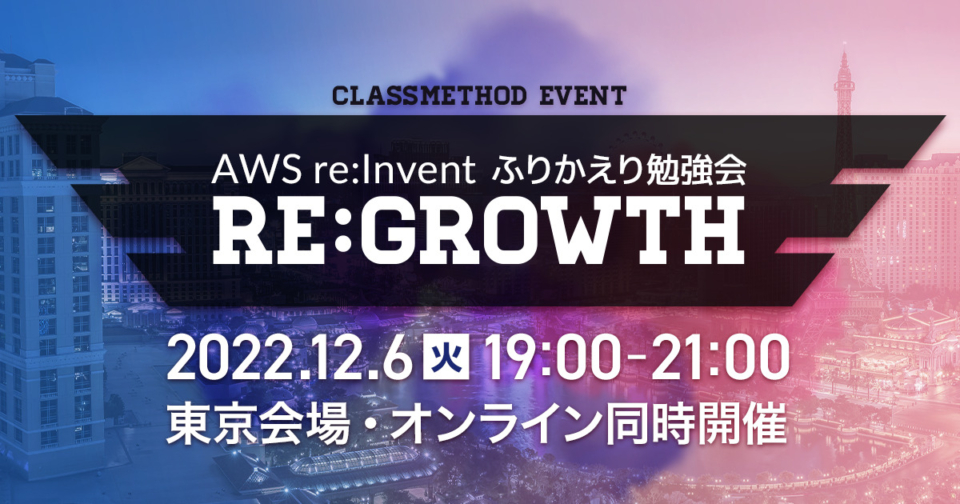 CLASSMETHOD EVENT
AWS re:Invent ふりかえり勉強会
RE:GROWTH
2022.12.6 火 19:00-21:00
東京会場・オンライン同時開催